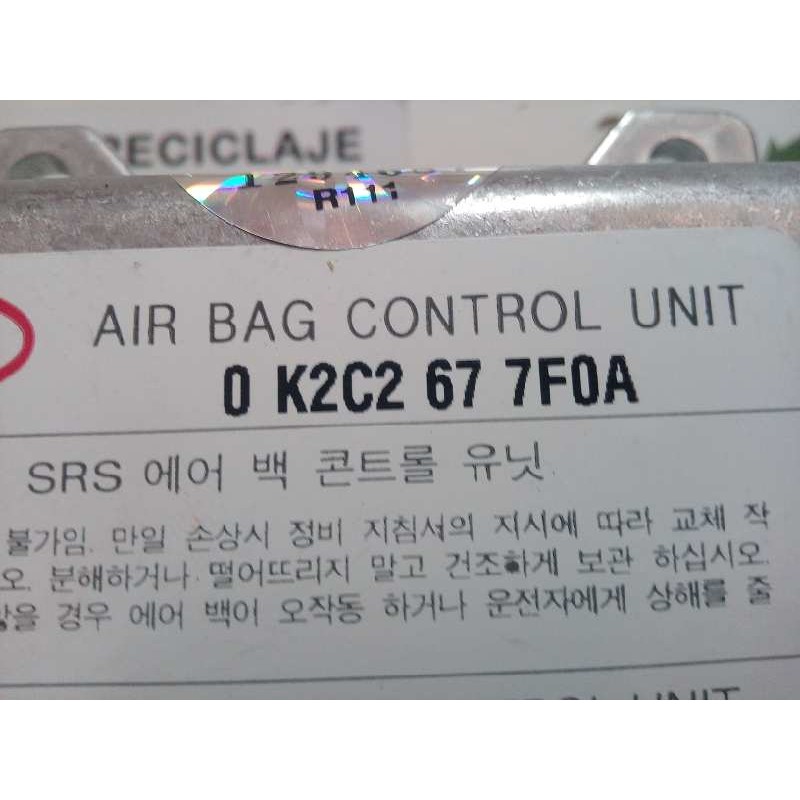 RECICLAJE
R111
AIR BAG CONTROL UNIT
0 K2C2 67 7F0A
SRS 에어 백 콘트롤 유닛
불가임. 만일 손상시 정비 지침서의 지시에 따라 교체 작
오. 분해하거나 떨어뜨리지 말고 건조하게 보관 하십시오.
않을 경우 에어 백이 오작동 하거나 운전자에게 상해를 줄
UNIT